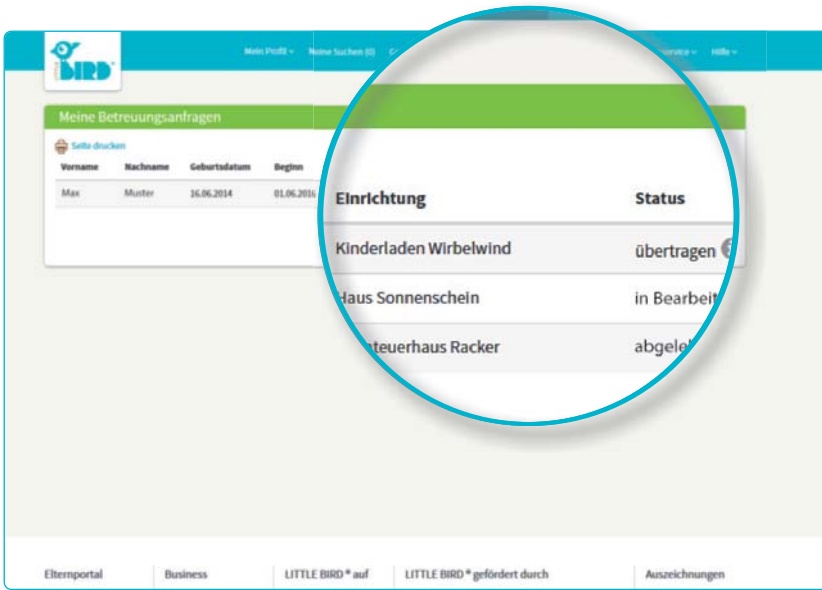 BIRD
Mein Profil Meine Suchen (0) Hilfe
Meine Betreuungsanfragen
Seite drucken
Vorname Nachname Geburtsdatum Beginn
Max Muster 16.06.2014 01.06.2016
Einrichtung Status
Kinderladen Wirbelwind übertragen
Haus Sonnenschein in Bearbeit
teuerhaus Racker abgele
Elternportal Business LITTLE BIRD® auf LITTLE BIRD® gefördert durch Auszeichnungen